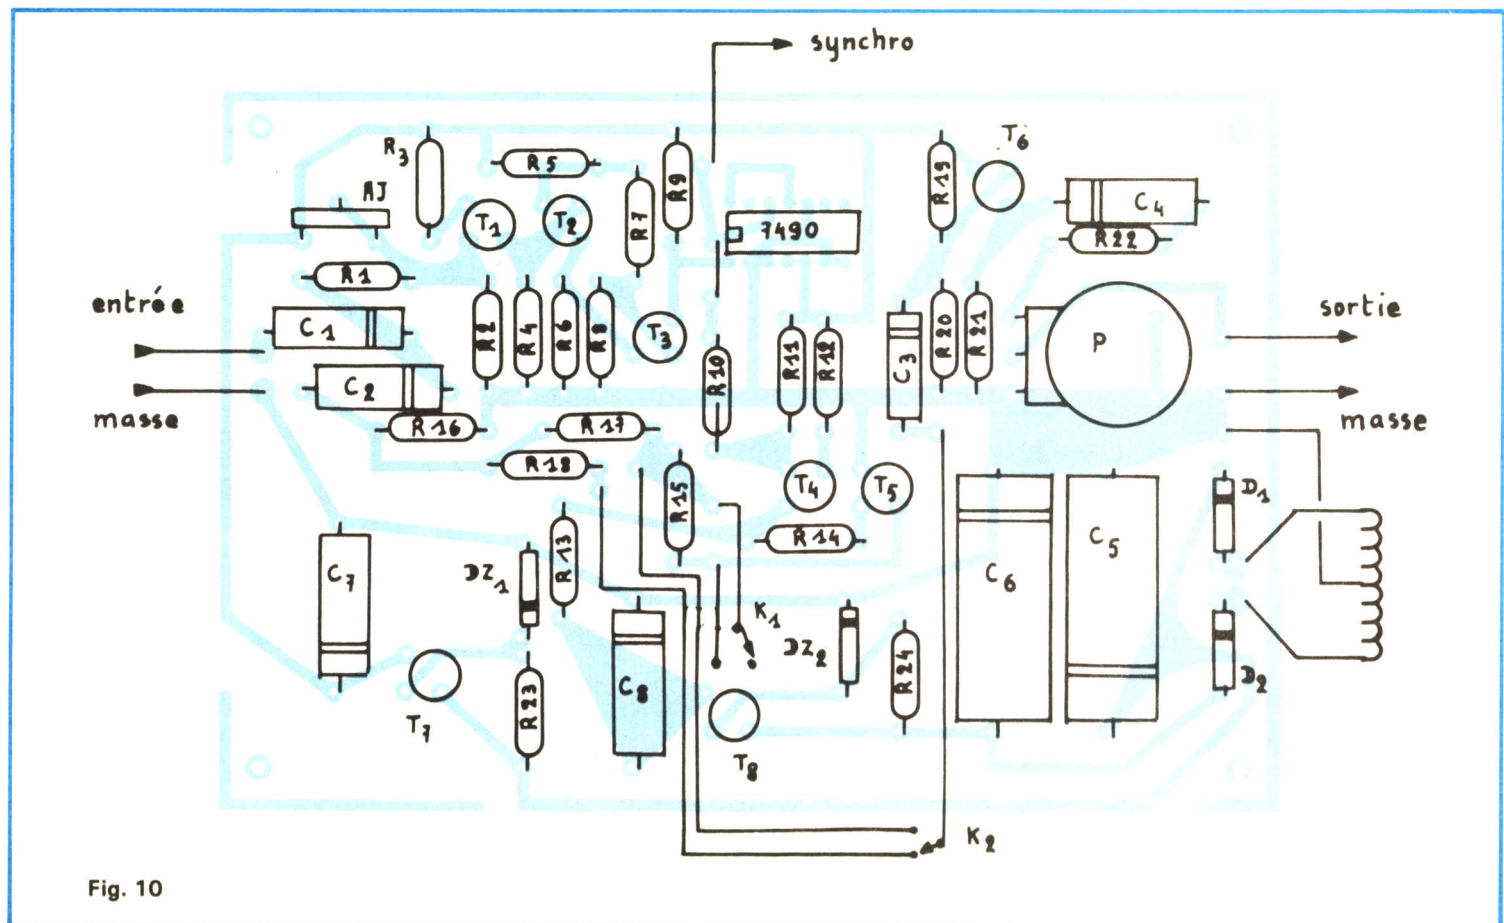 synchro
T6
R3
R5
R9
R19
AJ
R7
C4
T1
T2
7490
R22
R1
entrée
sortie
C1
R2
R4
R6
R8
T3
R10
R11
R12
C3
R20
R21
P
C2
masse
masse
R16
R17
R18
R15
T4
T5
D1
R14
C7
DZ1
R13
C6
C5
K1
DZ2
R24
D2
C8
R23
T7
T8
K2
Fig. 10